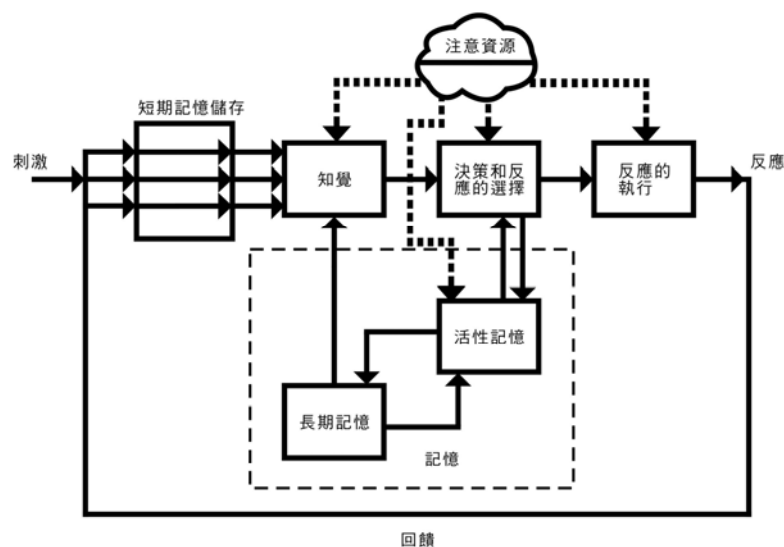 注意資源
短期記憶儲存
刺激
知覺
決策和反
應的選擇
反應的
執行
反應
活性記憶
長期記憶
記憶
回饋